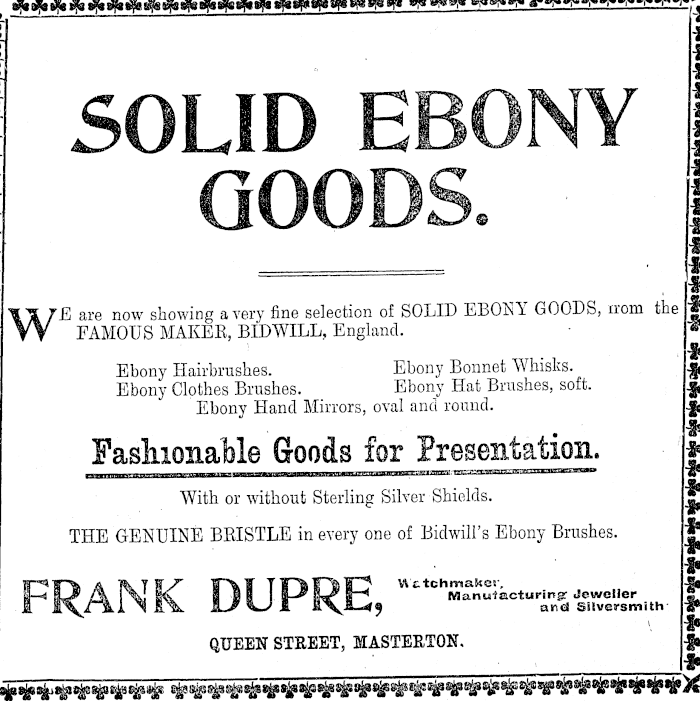 SOLID EBONY
GOODS.
WE are now showing a very fine selection of SOLID EBONY GOODS, from the
FAMOUS MAKER, BIDWILL, England.
Ebony Hairbrushes. Ebony Bonnet Whisks.
Ebony Clothes Brushes. Ebony Hat Brushes, soft.
Ebony Hand Mirrors, oval and round.
Fashionable Goods for Presentation.
With or without Sterling Silver Shields.
THE GENUINE BRISTLE in every one of Bidwill's Ebony Brushes.
FRANK DUPRE, Watchmaker,
Manufacturing Jeweller
and Silversmith
QUEEN STREET, MASTERTON.